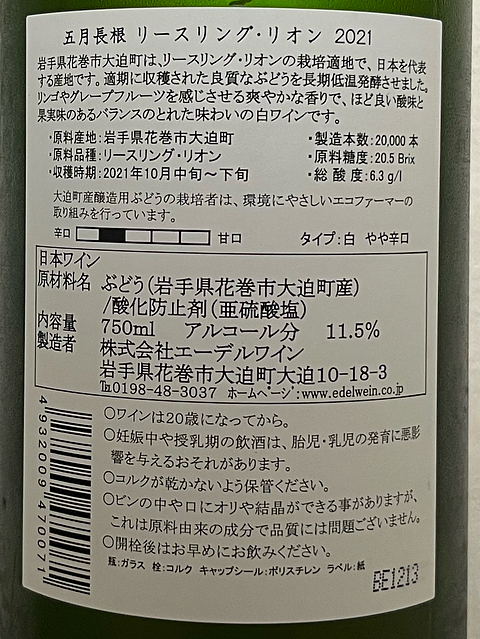 五月長根 リースリング・リオン 2021
岩手県花巻市大迫町は、リースリング・リオンの栽培適地で、日本を代表
する産地です。適期に収穫された良質なぶどうを長期低温発酵させました。
リンゴやグレープフルーツを感じさせる爽やかな香りで、ほど良い酸味と
果実味のあるバランスのとれた味わいの白ワインです。
・原料産地:岩手県花巻市大迫町 ・製造本数:20,000 本
・原料品種:リースリング・リオン ・原料糖度:20.5 Brix
・収穫時期:2021年10月中旬〜下旬 ・総酸度:6.3 g/l
大迫町産醸造用ぶどうの栽培者は、環境にやさしいエコファーマーの
取り組みを行っています。
辛口 甘口 タイプ:白 やや辛口
日本ワイン
原材料名 ぶどう(岩手県花巻市大迫町産)
/酸化防止剤(亜硫酸塩)
内容量 750ml アルコール分 11.5%
製造者 株式会社エーデルワイン
岩手県花巻市大迫町大迫10-18-3
℡0198-48-3037 ホームページ:www.edelwein.co.jp
○ワインは20歳になってから。
○妊娠中や授乳期の飲酒は、胎児・乳児の発育に悪影
響を与えるおそれがあります。
○コルクが乾かないよう保管ください。
○ビンの中や口にオリや結晶ができる事がありますが、
これは原料由来の成分で品質には問題ございません。
○開栓後はお早めにお飲みください。
瓶:ガラス 栓:コルク キャップシール:ポリスチレン ラベル:紙
4932009470071
BE1213